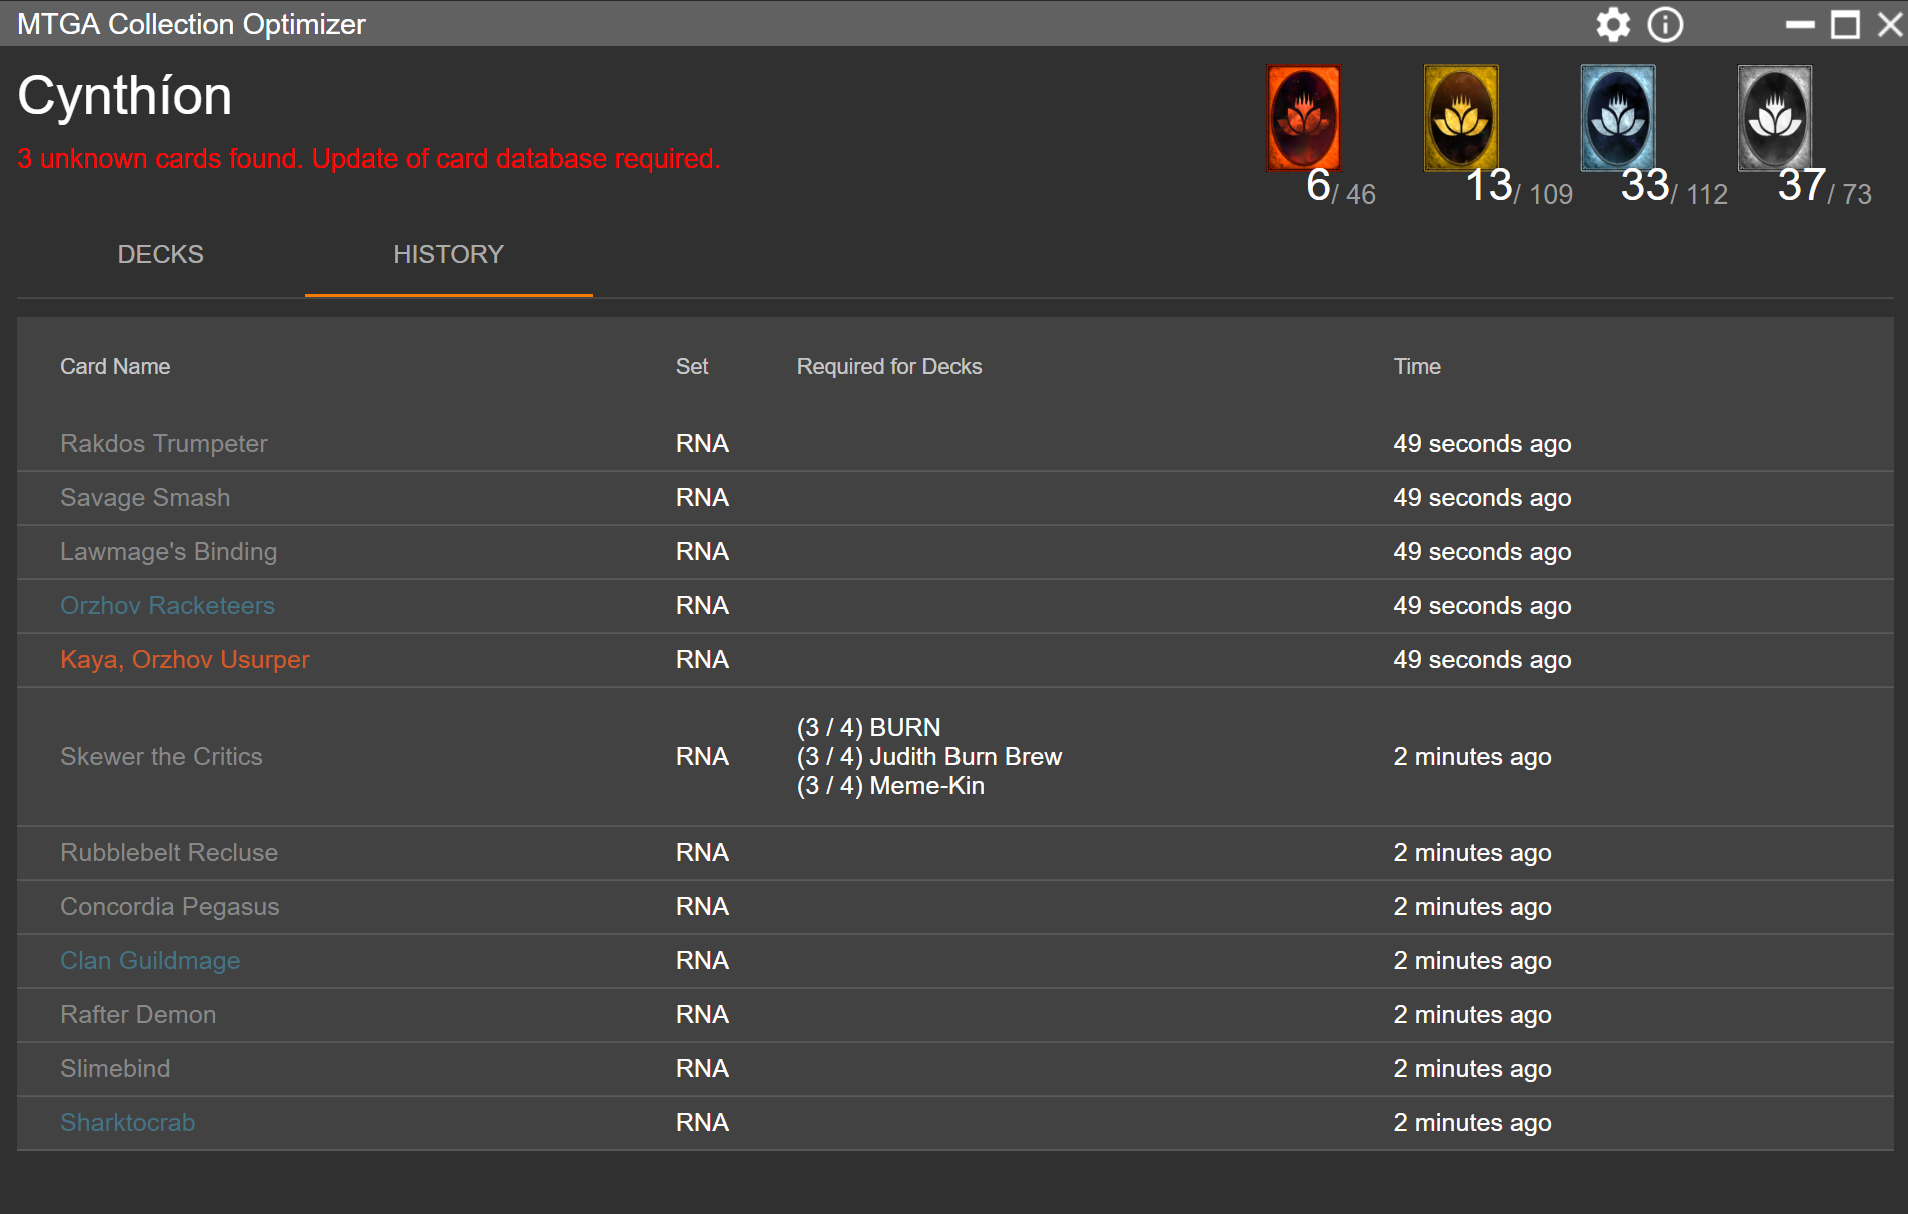 MTGA Collection Optimizer
Cynthíon
3 unknown cards found. Update of card database required.
6/ 46
13/ 109
33/ 112
37/ 73
DECKS
HISTORY
Card Name Set Required for Decks Time
Rakdos Trumpeter RNA 49 seconds ago
Savage Smash RNA 49 seconds ago
Lawmage's Binding RNA 49 seconds ago
Orzhov Racketeers RNA 49 seconds ago
Kaya, Orzhov Usurper RNA 49 seconds ago
(3 / 4) BURN
Skewer the Critics RNA (3 / 4) Judith Burn Brew 2 minutes ago
(3 / 4) Meme-Kin
Rubblebelt Recluse RNA 2 minutes ago
Concordia Pegasus RNA 2 minutes ago
Clan Guildmage RNA 2 minutes ago
Rafter Demon RNA 2 minutes ago
Slimebind RNA 2 minutes ago
Sharktocrab RNA 2 minutes ago